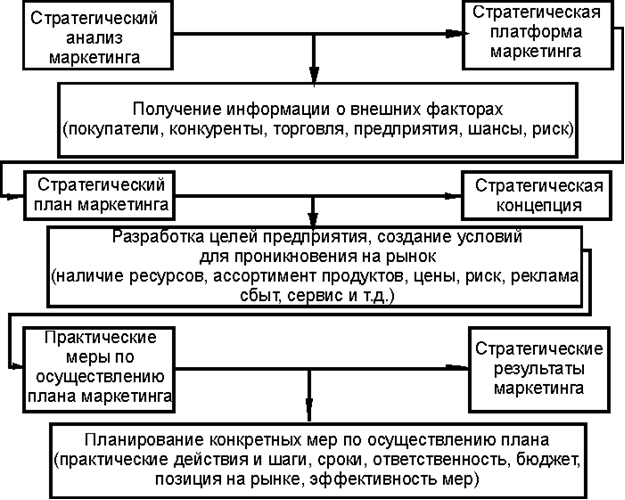 Стратегический
анализ
маркетинга
Стратегическая
платформа
маркетинга
Получение информации о внешних факторах
(покупатели, конкуренты, торговля, предприятия, шансы, риск)
Стратегический
план маркетинга
Стратегическая
концепция
Разработка целей предприятия, создание условий
для проникновения на рынок
(наличие ресурсов, ассортимент продуктов, цены, риск, реклама
сбыт, сервис и т.д.)
Практические
меры по
осуществлению
плана маркетинга
Стратегические
результаты
маркетинга
Планирование конкретных мер по осуществлению плана
(практические действия и шаги, сроки, ответственность, бюджет,
позиция на рынке, эффективность мер)